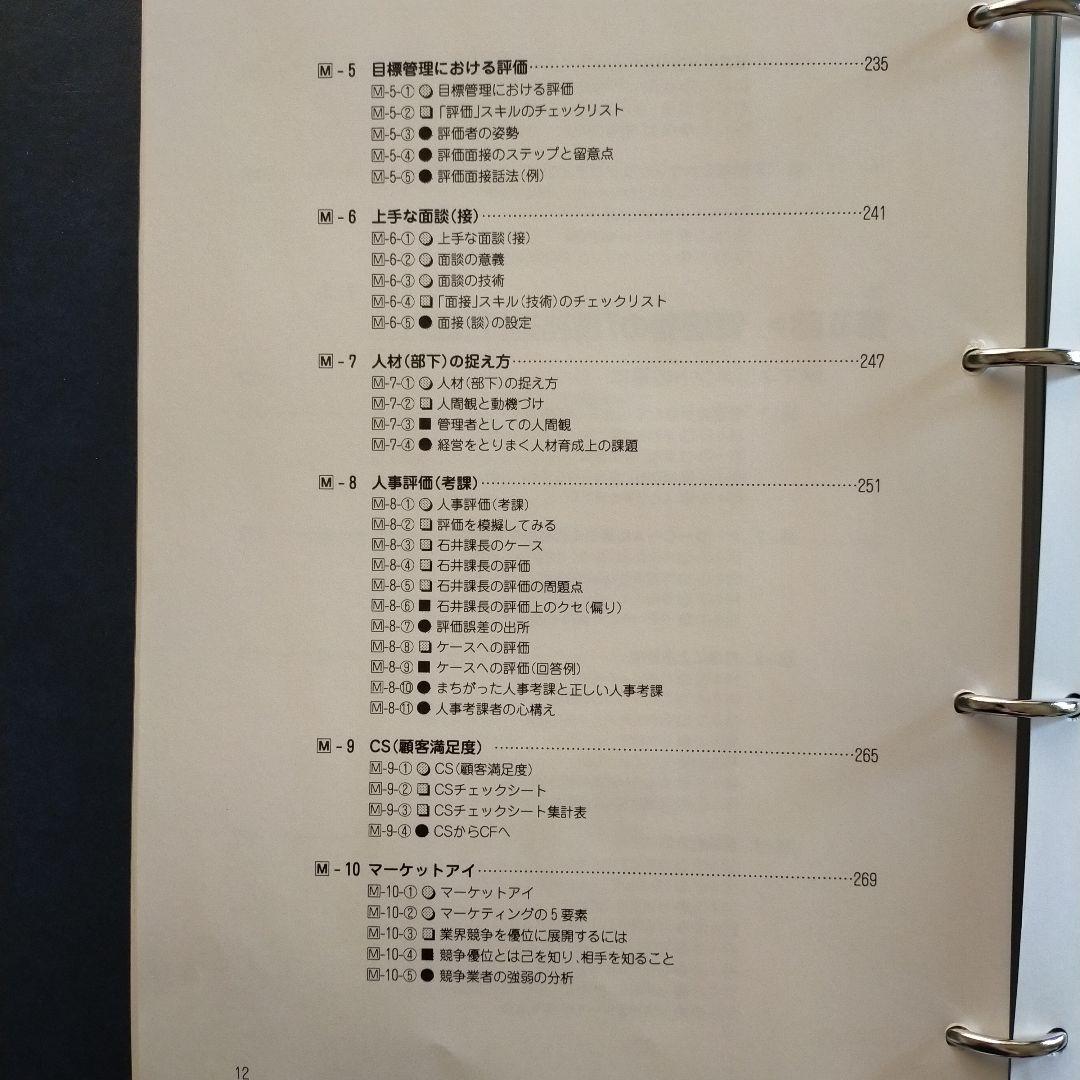 M-5 目標管理における評価……235
M-5-① 目標管理における評価
M-5-② 「評価」スキルのチェックリスト
M-5-③ ● 評価者の姿勢
M-5-④ ● 評価面接のステップと留意点
M-5-⑤ ● 評価面接話法(例)
M-6 上手な面談(接)……241
M-6-① 上手な面談(接)
M-6-② 面談の意義
M-6-③ 面談の技術
M-6-④ 「面接」スキル(技術)のチェックリスト
M-6-⑤ ● 面接(談)の設定
M-7 人材(部下)の捉え方……247
M-7-① 人材(部下)の捉え方
M-7-② 人間観と動機づけ
M-7-③ ■ 管理者としての人間観
M-7-④ ● 経営をとりまく人材育成上の課題
M-8 人事評価(考課)……251
M-8-① 人事評価(考課)
M-8-② 評価を模擬してみる
M-8-③ 石井課長のケース
M-8-④ 石井課長の評価
M-8-⑤ 石井課長の評価の問題点
M-8-⑥ ■ 石井課長の評価上のクセ(偏り)
M-8-⑦ ● 評価誤差の出所
M-8-⑧ ケースへの評価
M-8-⑨ ■ ケースへの評価(回答例)
M-8-⑩ ● まちがった人事考課と正しい人事考課
M-8-⑪ ● 人事考課者の心構え
M-9 CS(顧客満足度)……265
M-9-① CS(顧客満足度)
M-9-② CSチェックシート
M-9-③ CSチェックシート集計表
M-9-④ ● CSからCFへ
M-10 マーケットアイ……269
M-10-① マーケットアイ
M-10-② マーケティングの5要素
M-10-③ 業界競争を優位に展開するには
M-10-④ ■ 競争優位とは己を知り、相手を知ること
M-10-⑤ ● 競争業者の強弱の分析
12